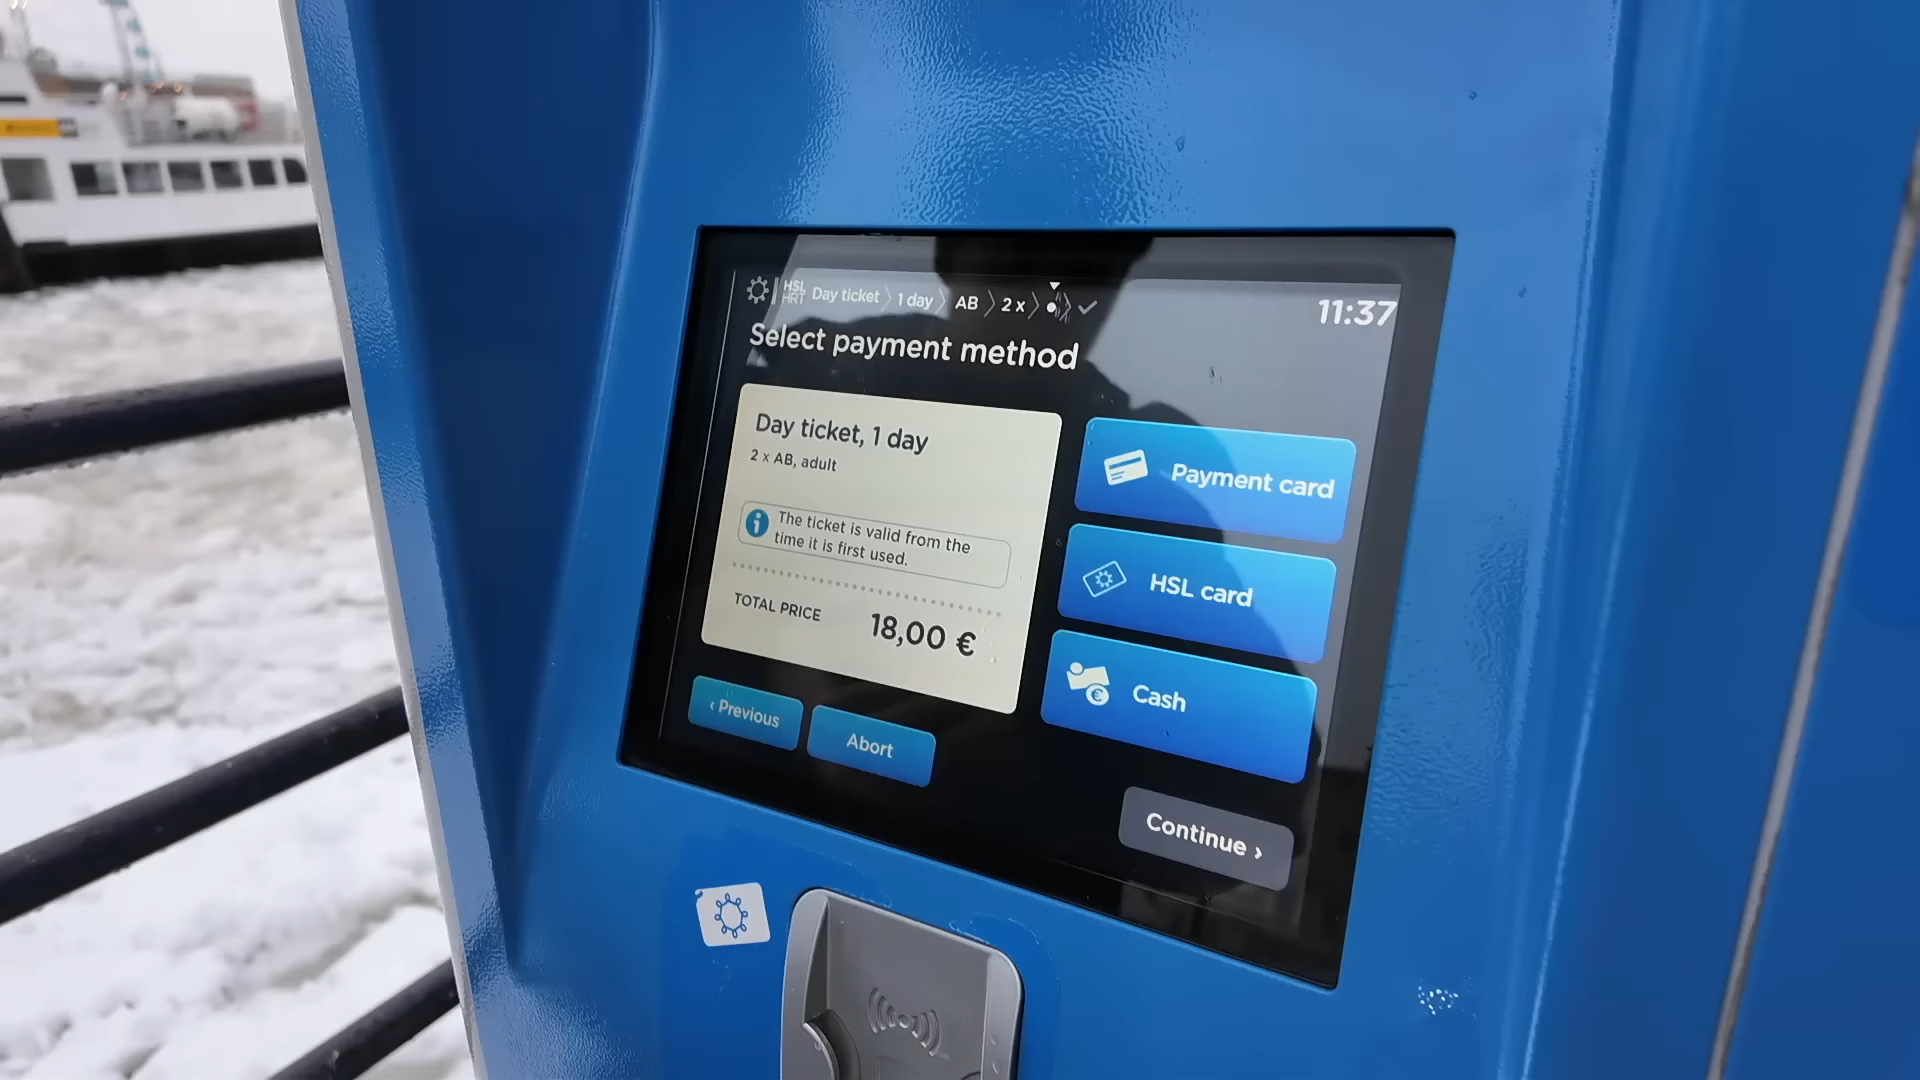 HSL
HRT
Day ticket 1 day AB 2 x
11:37
Select payment method
Day ticket, 1 day
2 x AB, adult
The ticket is valid from the
time it is first used.
TOTAL PRICE 18,00 €
Payment card
HSL card
Cash
‹ Previous
Abort
Continue ›